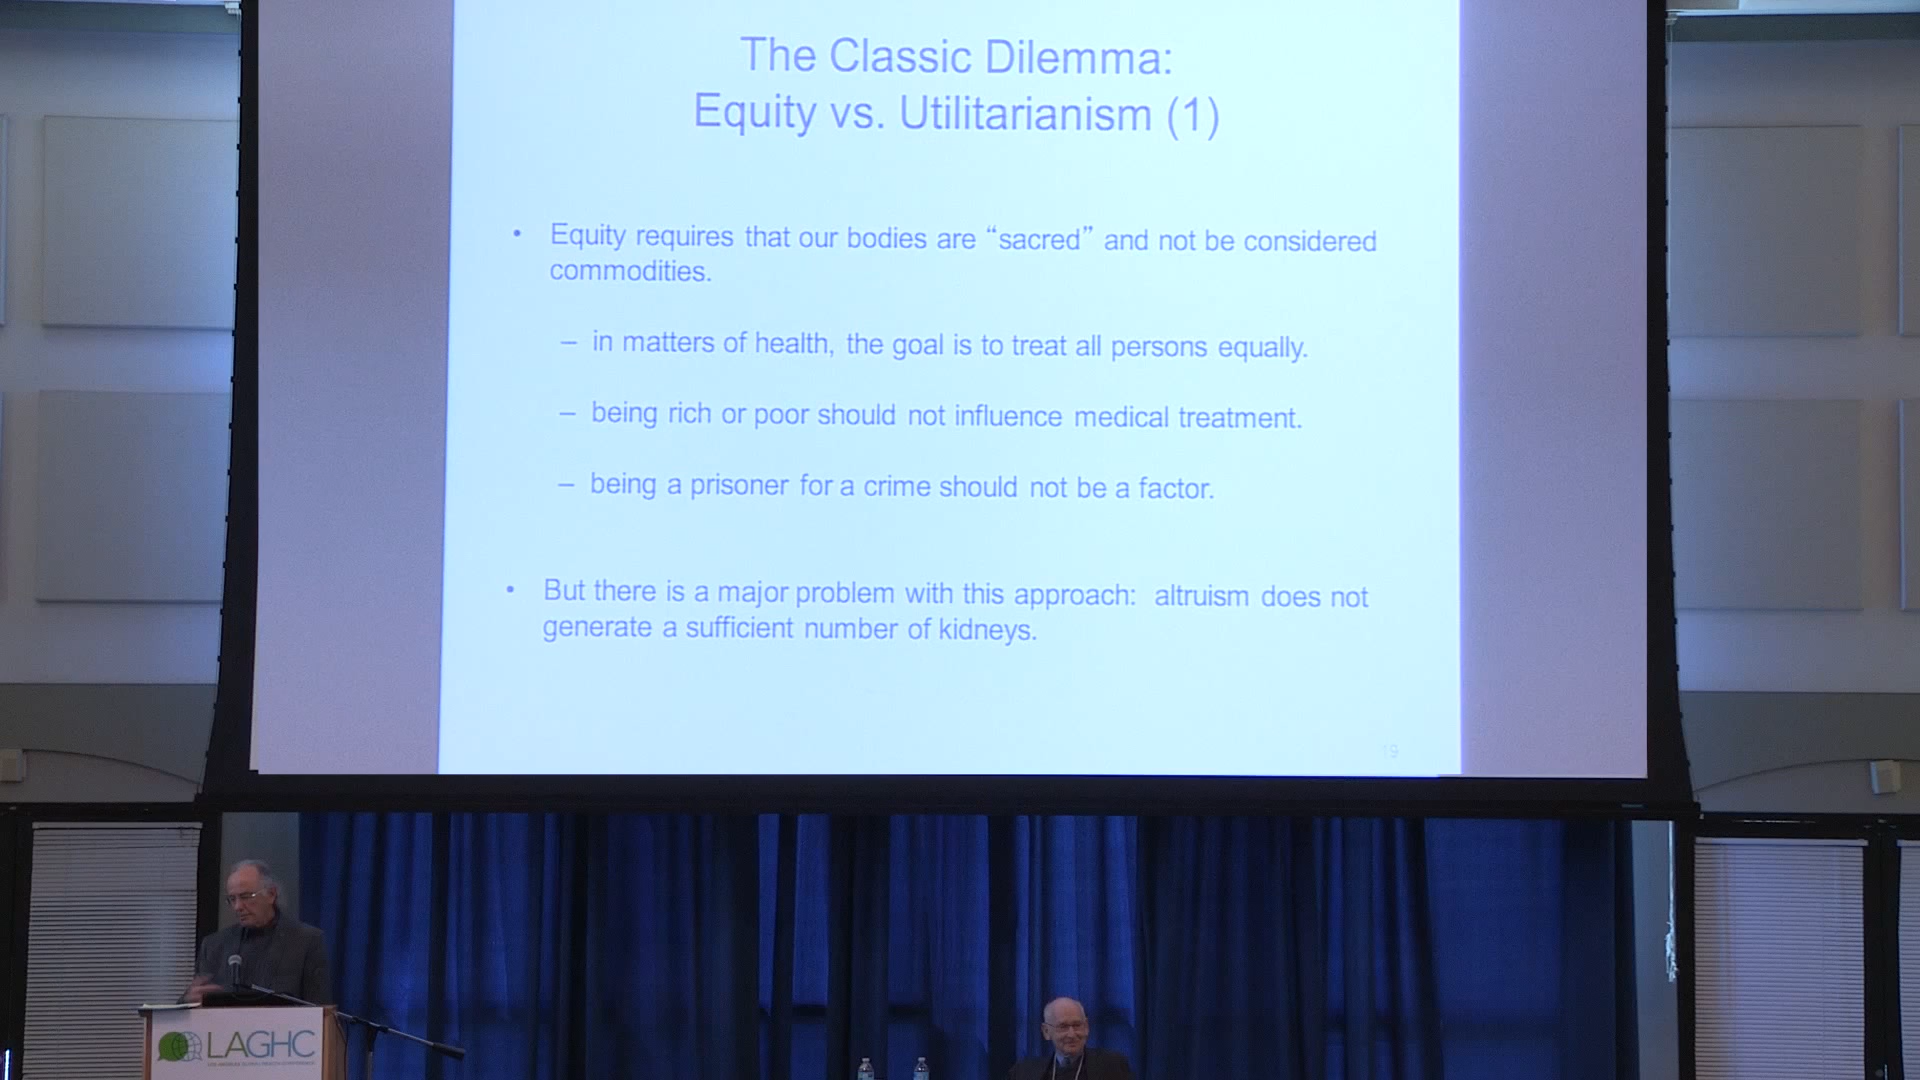 The Classic Dilemma:
Equity vs. Utilitarianism (1)
• Equity requires that our bodies are “sacred” and not be considered
commodities.
– in matters of health, the goal is to treat all persons equally.
– being rich or poor should not influence medical treatment.
– being a prisoner for a crime should not be a factor.
• But there is a major problem with this approach: altruism does not
generate a sufficient number of kidneys.
19
LAGHC